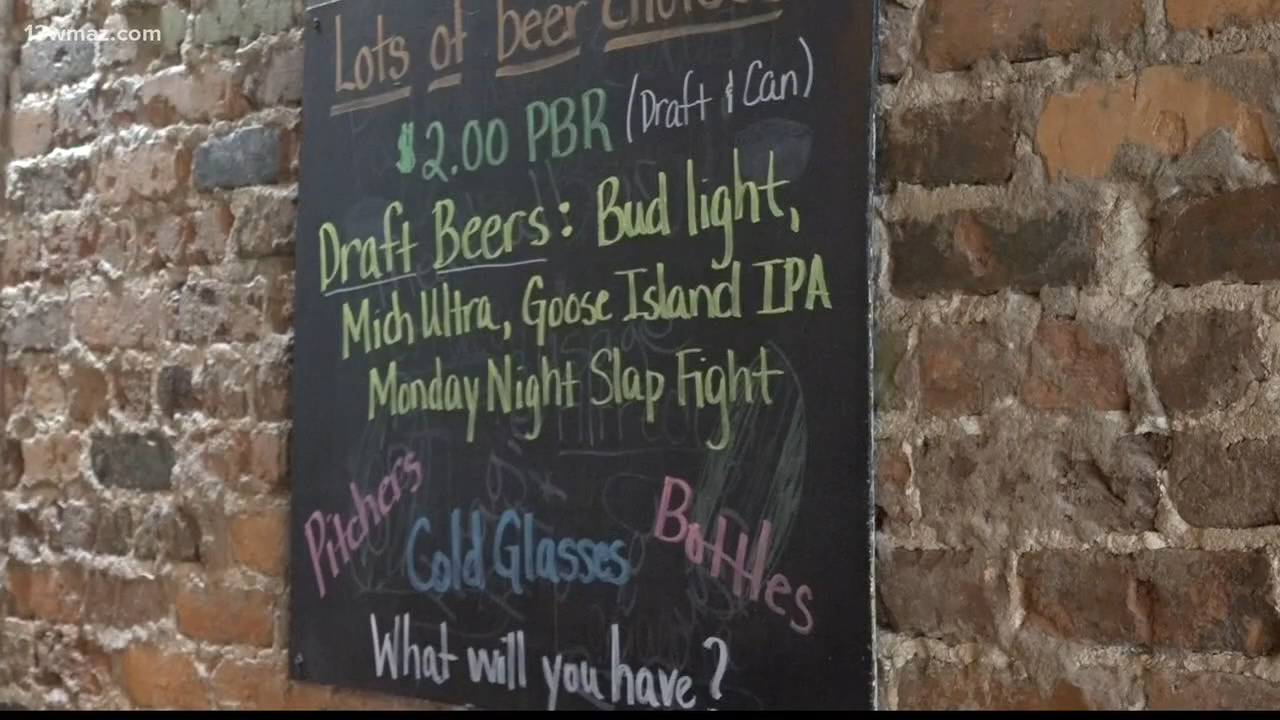 13wmaz.com
Lots of beer choices
$2.00 PBR (Draft & Can)
Draft Beers: Bud light,
Mich Ultra, Goose Island IPA
Monday Night Slap Fight
Pitchers
Cold Glasses
Bottles
What will you have?